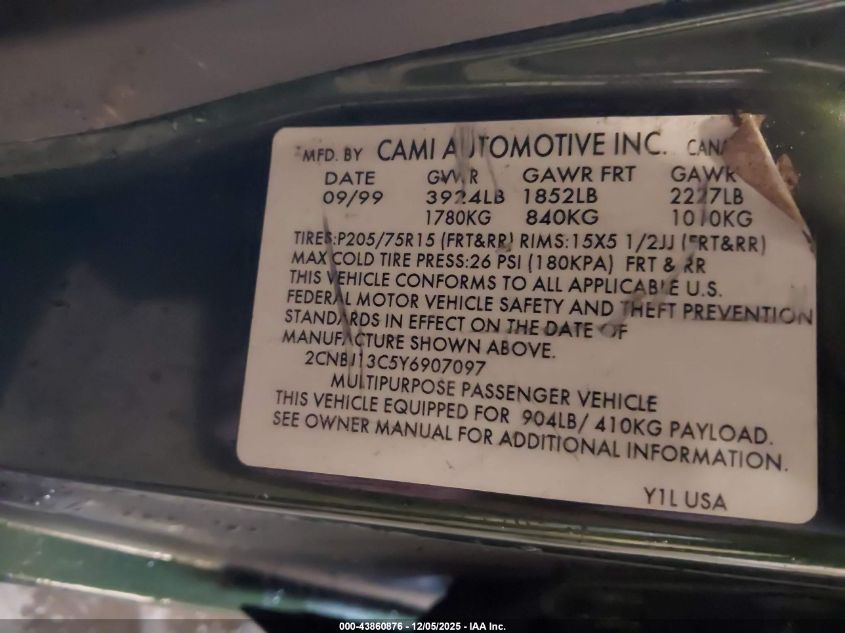 MFD. BY CAMI AUTOMOTIVE INC. CANA
DATE GVWR GAWR FRT GAWR
09/99 3924LB 1852LB 2227LB
1780KG 840KG 1010KG
TIRES:P205/75R15 (FRT&RR) RIMS:15X5 1/2JJ (FRT&RR)
MAX COLD TIRE PRESS:26 PSI (180KPA) FRT & RR
THIS VEHICLE CONFORMS TO ALL APPLICABLE U.S.
FEDERAL MOTOR VEHICLE SAFETY AND THEFT PREVENTION
STANDARDS IN EFFECT ON THE DATE OF
MANUFACTURE SHOWN ABOVE.
2CNBJ13C5Y6907097
MULTIPURPOSE PASSENGER VEHICLE
THIS VEHICLE EQUIPPED FOR 904LB/ 410KG PAYLOAD.
SEE OWNER MANUAL FOR ADDITIONAL INFORMATION.
Y1L USA
000-43860876 - 12/05/2025 - IAA Inc.